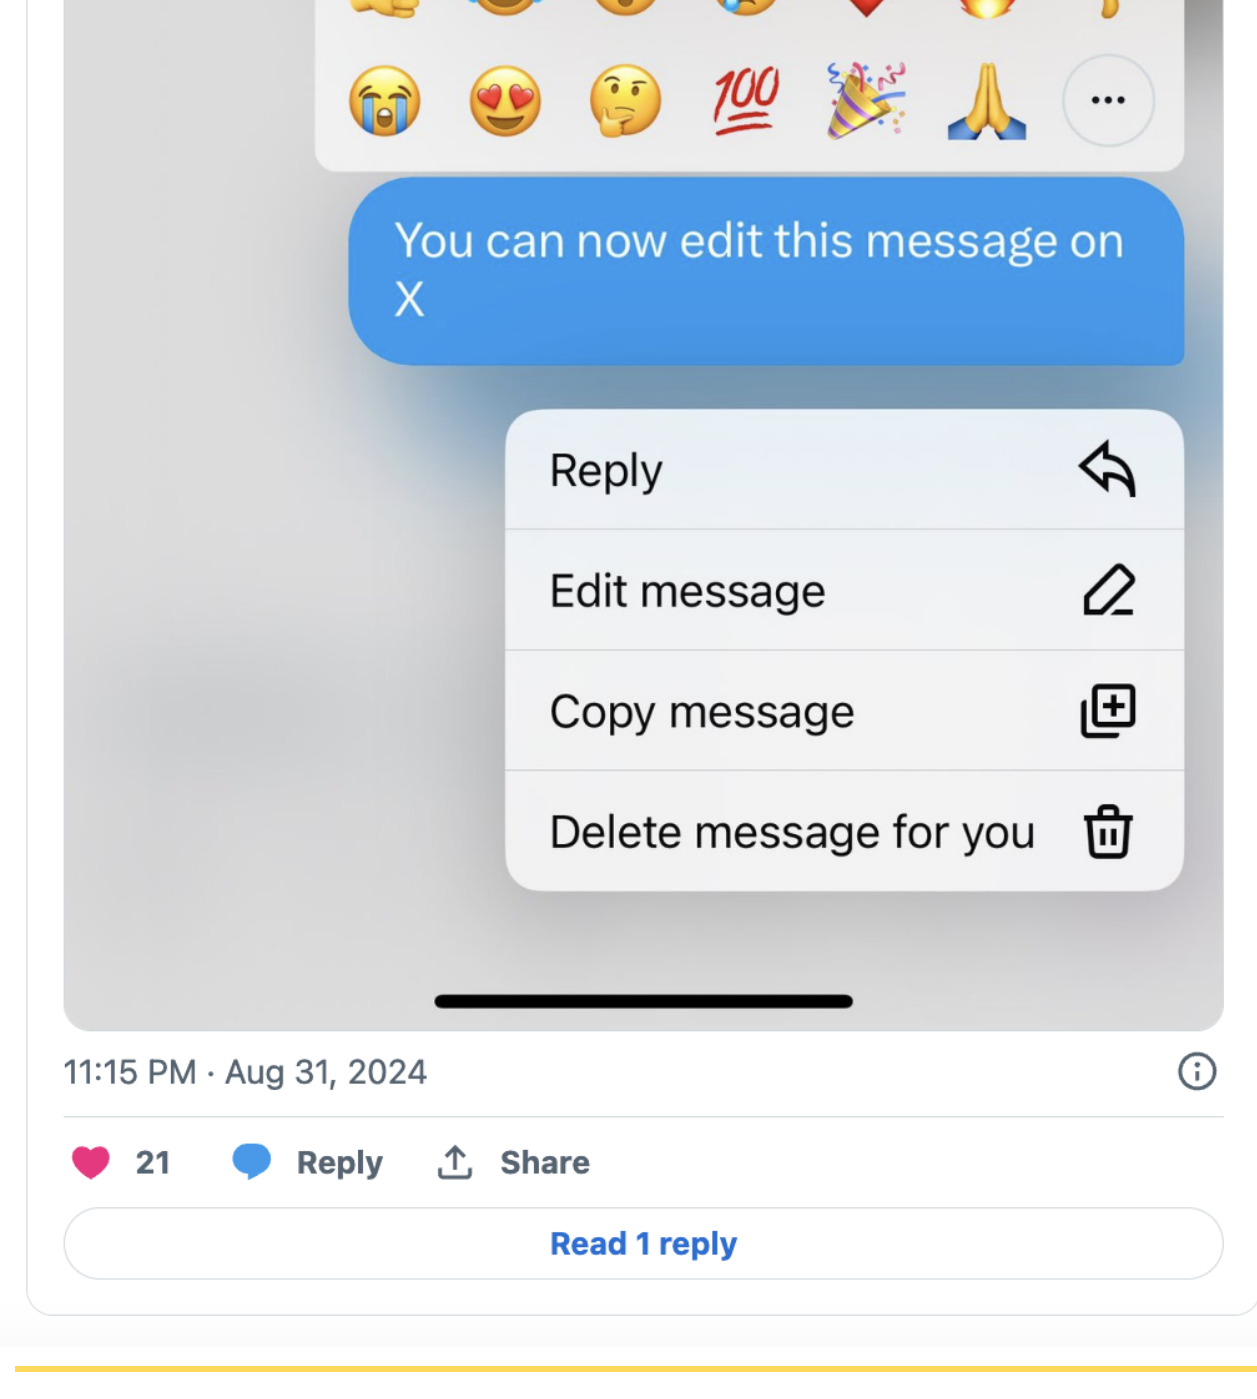 You can now edit this message on
X
Reply
Edit message
Copy message
Delete message for you
11:15 PM · Aug 31, 2024
21 Reply Share
Read 1 reply